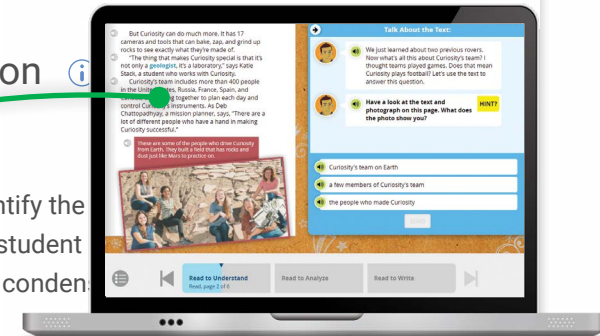 on
ntify the
student
conden
But Curiosity can do much more. It has 17
cameras and tools that can bake, zap, and grind up
rocks to see exactly what they're made of.
"The thing that makes Curiosity special is that it's
not only a geologist, it's a laboratory," says Katie
Stack, a student who works with Curiosity.
Curiosity's team includes more than 400 people
in the United States, Russia, France, Spain, and
together to plan each day and
control Curiosity's instruments. As Deb
Chattopadhyay, a mission planner, says, "There are a
lot of different people who have a hand in making
Curiosity successful."
These are some of the people who drive Curiosity
from Earth. They built a field that has rocks and
dust just like Mars to practice on.
Talk About the Text:
We just learned about two previous rovers.
Now what's all this about Curiosity's team? I
thought teams played games. Does that mean
Curiosity plays football? Let's use the text to
answer this question.
Have a look at the text and
photograph on this page. What does
the photo show you?
HINT?
Curiosity's team on Earth
a few members of Curiosity's team
the people who made Curiosity
Read to Understand
Read, page 2 of 6
Read to Analyze
Read to Write